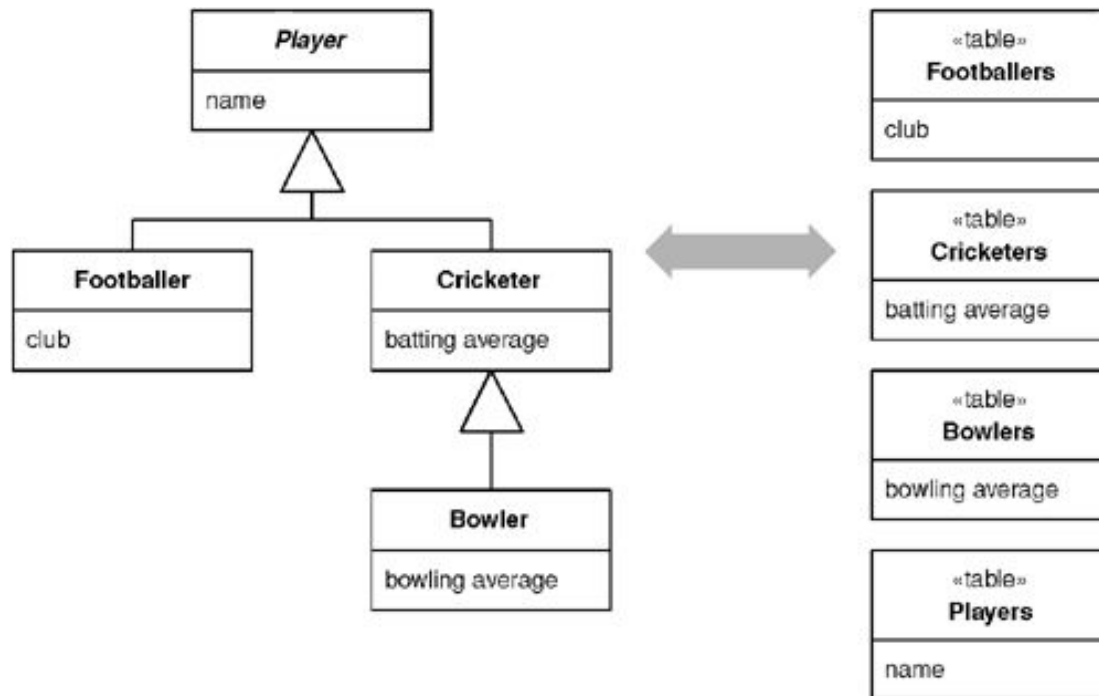 Player
name
Footballer
club
Cricketer
batting average
Bowler
bowling average
«table»
Footballers
club
«table»
Cricketers
batting average
«table»
Bowlers
bowling average
«table»
Players
name